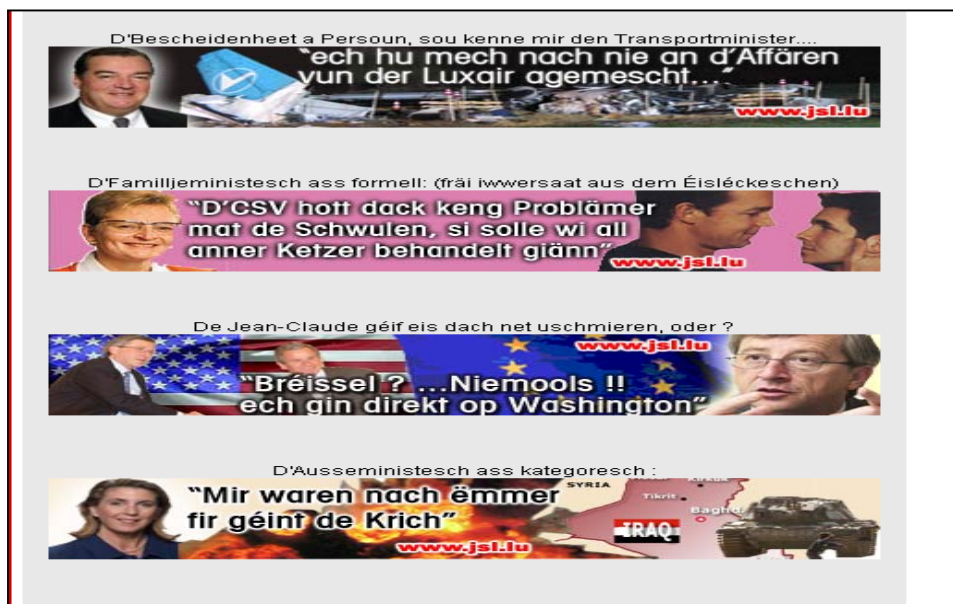 D'Bescheidenheet a Persoun, sou kenne mir den Transportminister....
"ech hu mech nach nie an d'Affären
vun der Luxair agemescht..."
www.jsl.lu
D'Familljeministesch ass formell: (fräi iwwersaat aus dem Éisléckeschen)
"D'CSV hott dack keng Problämer
mat de Schwulen, si solle wi all
anner Ketzer behandelt giänn"
www.jsl.lu
De Jean-Claude géif eis dach net uschmieren, oder ?
www.jsl.lu
"Bréissel ? ...Niemools !!
ech gin direkt op Washington"
D'Ausseministesch ass kategoresch :
"Mir waren nach ëmmer
fir géint de Krich"
www.jsl.lu
SYRIA
Kirkuk
Tikrit
Baghd
IRAQ